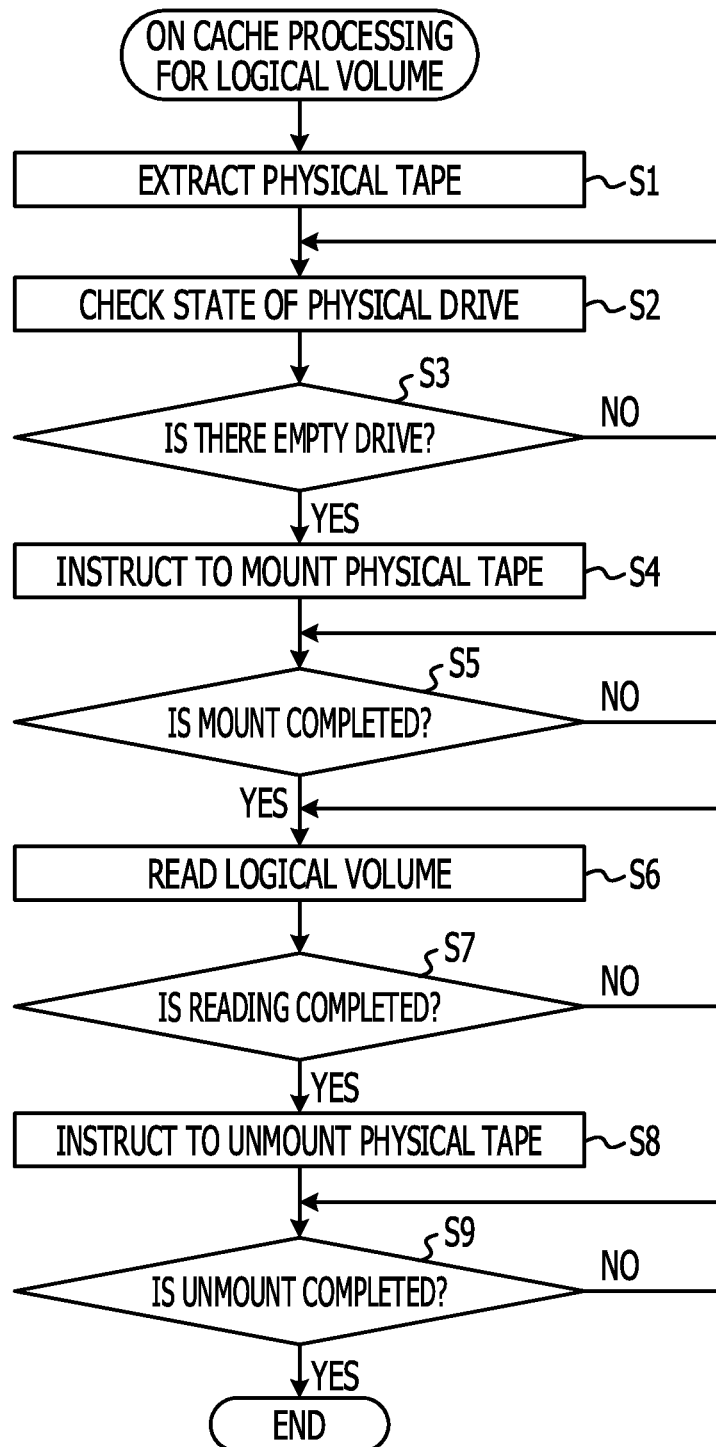 ON CACHE PROCESSING
FOR LOGICAL VOLUME
EXTRACT PHYSICAL TAPE
S1
CHECK STATE OF PHYSICAL DRIVE
S2
S3
IS THERE EMPTY DRIVE?
NO
YES
INSTRUCT TO MOUNT PHYSICAL TAPE
S4
S5
IS MOUNT COMPLETED?
NO
YES
READ LOGICAL VOLUME
S6
S7
IS READING COMPLETED?
NO
YES
INSTRUCT TO UNMOUNT PHYSICAL TAPE
S8
S9
IS UNMOUNT COMPLETED?
NO
YES
END